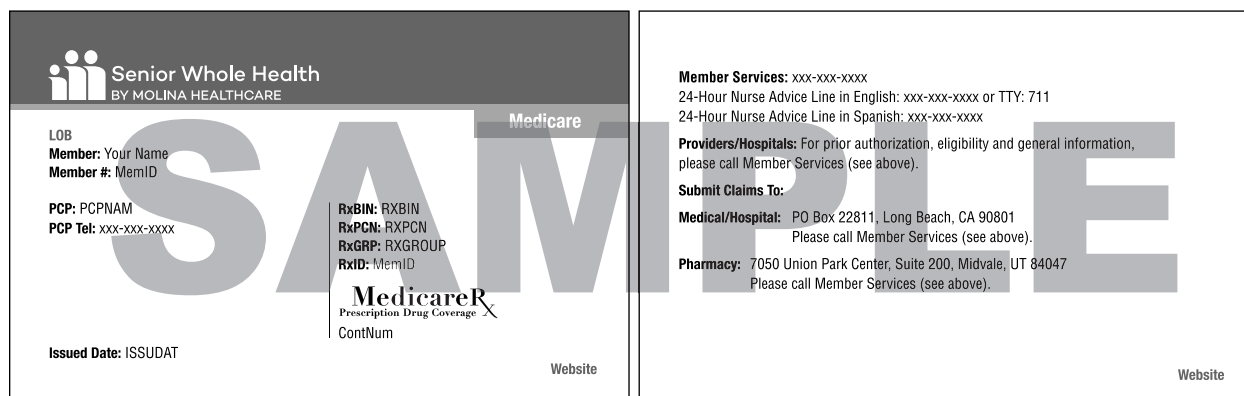 Senior Whole Health
BY MOLINA HEALTHCARE
Medicare
LOB
Member: Your Name
Member #: MemID
PCP: PCPNAM
PCP Tel: xxx-xxx-xxxx
RxBIN: RXBIN
RxPCN: RXPCN
RxGRP: RXGROUP
RxID: MemID
MedicareRx
Prescription Drug Coverage
ContNum
Issued Date: ISSUDAT
Website
Member Services: xxx-xxx-xxxx
24-Hour Nurse Advice Line in English: xxx-xxx-xxxx or TTY: 711
24-Hour Nurse Advice Line in Spanish: xxx-xxx-xxxx
Providers/Hospitals: For prior authorization, eligibility and general information,
please call Member Services (see above).
Submit Claims To:
Medical/Hospital: PO Box 22811, Long Beach, CA 90801
Please call Member Services (see above).
Pharmacy: 7050 Union Park Center, Suite 200, Midvale, UT 84047
Please call Member Services (see above).
Website
SAMPLE